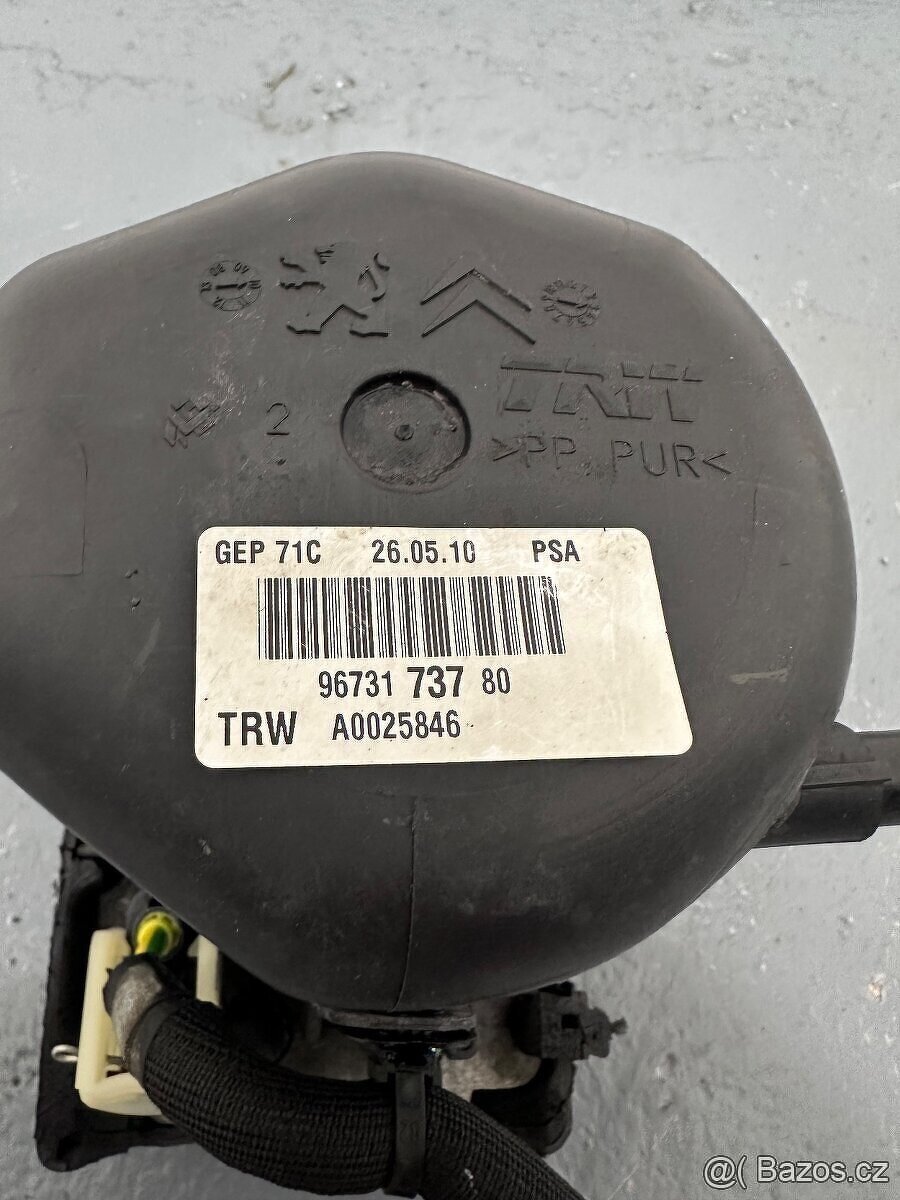 TRW
2
>PP, PUR<
GEP 71C 26.05.10 PSA
96731 737 80
TRW A0025846
@( Bazos.cz